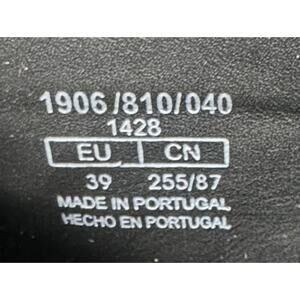 1906/810/040
1428
EU CN
39 255/87
MADE IN PORTUGAL
HECHO EN PORTUGAL